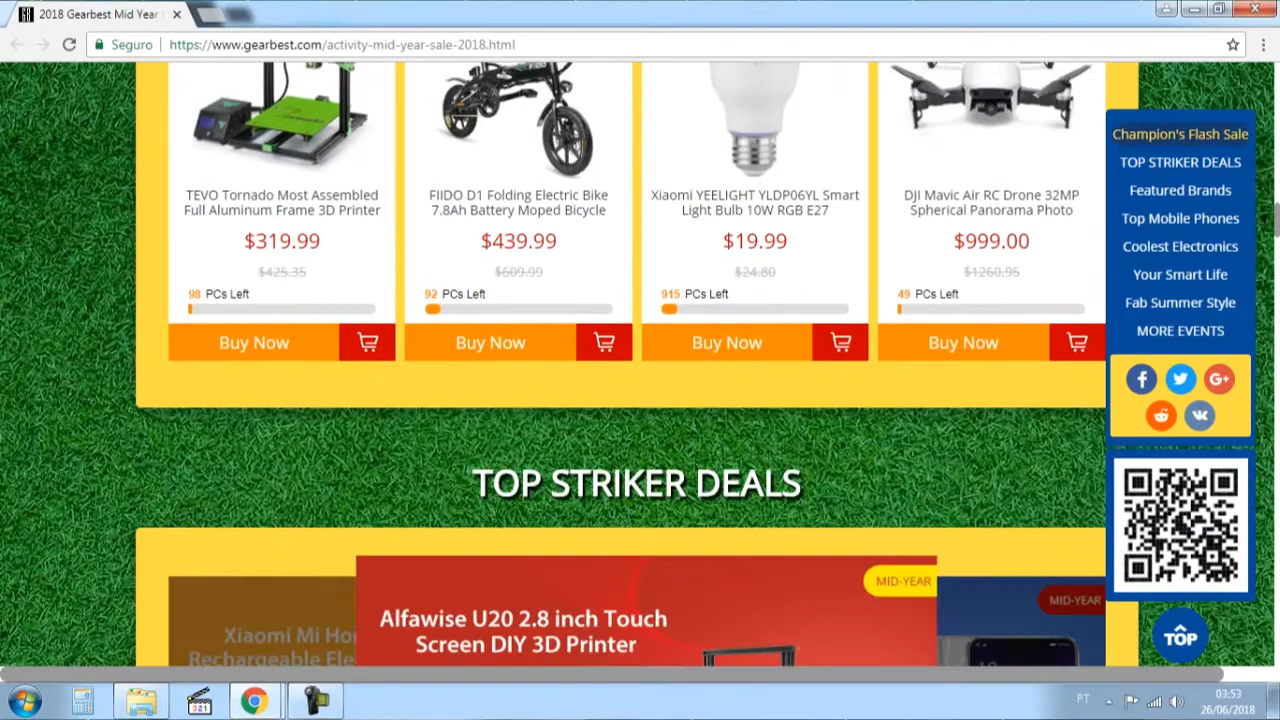 2018 Gearbest Mid Year
Seguro
https://www.gearbest.com/activity-mid-year-sale-2018.html
TEVO Tornado Most Assembled
Full Aluminum Frame 3D Printer
$319.99
$425.35
98 PCs Left
Buy Now
FIIDO D1 Folding Electric Bike
7.8Ah Battery Moped Bicycle
$439.99
$609.99
92 PCs Left
Buy Now
Xiaomi YEELIGHT YLDP06YL Smart
Light Bulb 10W RGB E27
$19.99
$24.80
915 PCs Left
Buy Now
DJI Mavic Air RC Drone 32MP
Spherical Panorama Photo
$999.00
$1260.95
49 PCs Left
Buy Now
Champion's Flash Sale
TOP STRIKER DEALS
Featured Brands
Top Mobile Phones
Coolest Electronics
Your Smart Life
Fab Summer Style
MORE EVENTS
TOP
TOP STRIKER DEALS
Xiaomi Mi Ho
Rechargeable Ele
MID-YEAR
Alfawise U20 2.8 inch Touch
Screen DIY 3D Printer
MID-YEAR
PT
03:53
26/06/2018